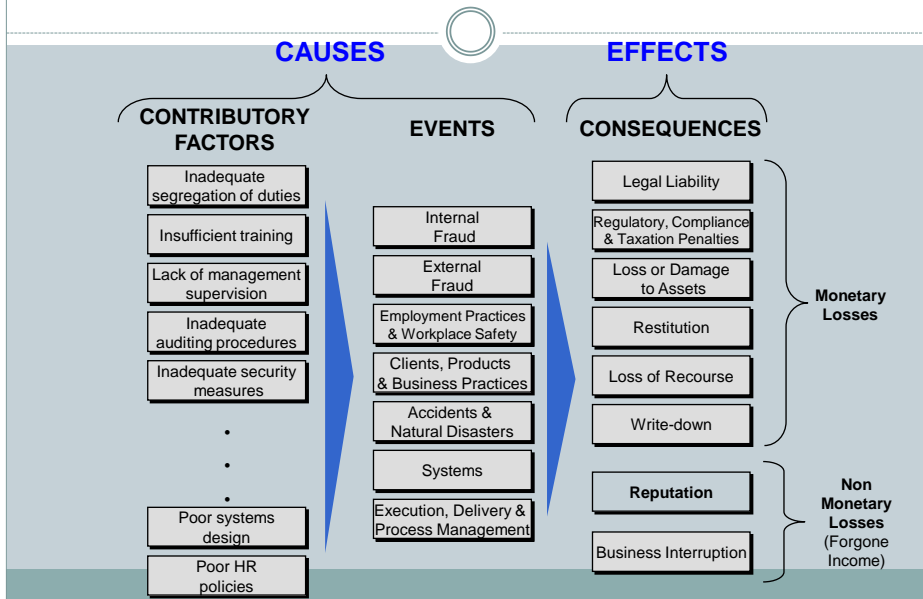 CAUSES
EFFECTS
CONTRIBUTORY
FACTORS
EVENTS
CONSEQUENCES
Inadequate
segregation of duties
Insufficient training
Lack of management
supervision
Inadequate
auditing procedures
Inadequate security
measures
.
.
.
Poor systems
design
Poor HR
policies
Internal
Fraud
External
Fraud
Employment Practices
& Workplace Safety
Clients, Products
& Business Practices
Accidents &
Natural Disasters
Systems
Execution, Delivery &
Process Management
Legal Liability
Regulatory, Compliance
& Taxation Penalties
Loss or Damage
to Assets
Restitution
Loss of Recourse
Write-down
Reputation
Business Interruption
Monetary
Losses
Non
Monetary
Losses
(Forgone
Income)